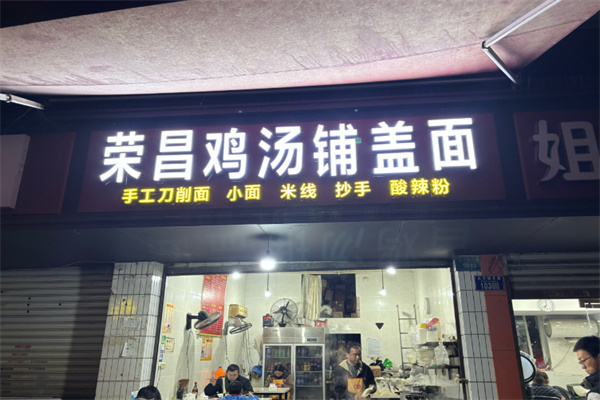 荣昌鸡汤铺盖面
手工刀削面 小面 米线 抄手 酸辣粉
姐